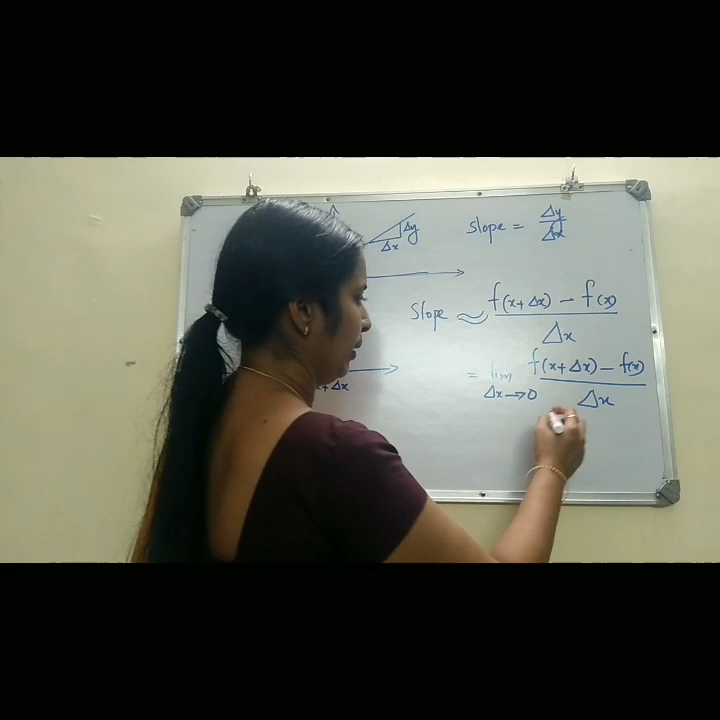 Δy
Δx
slope = Δy/Δx
Slope ≈ f(x+Δx) − f(x)/Δx
= lim Δx→0 f(x+Δx) − f(x)/Δx
+Δx